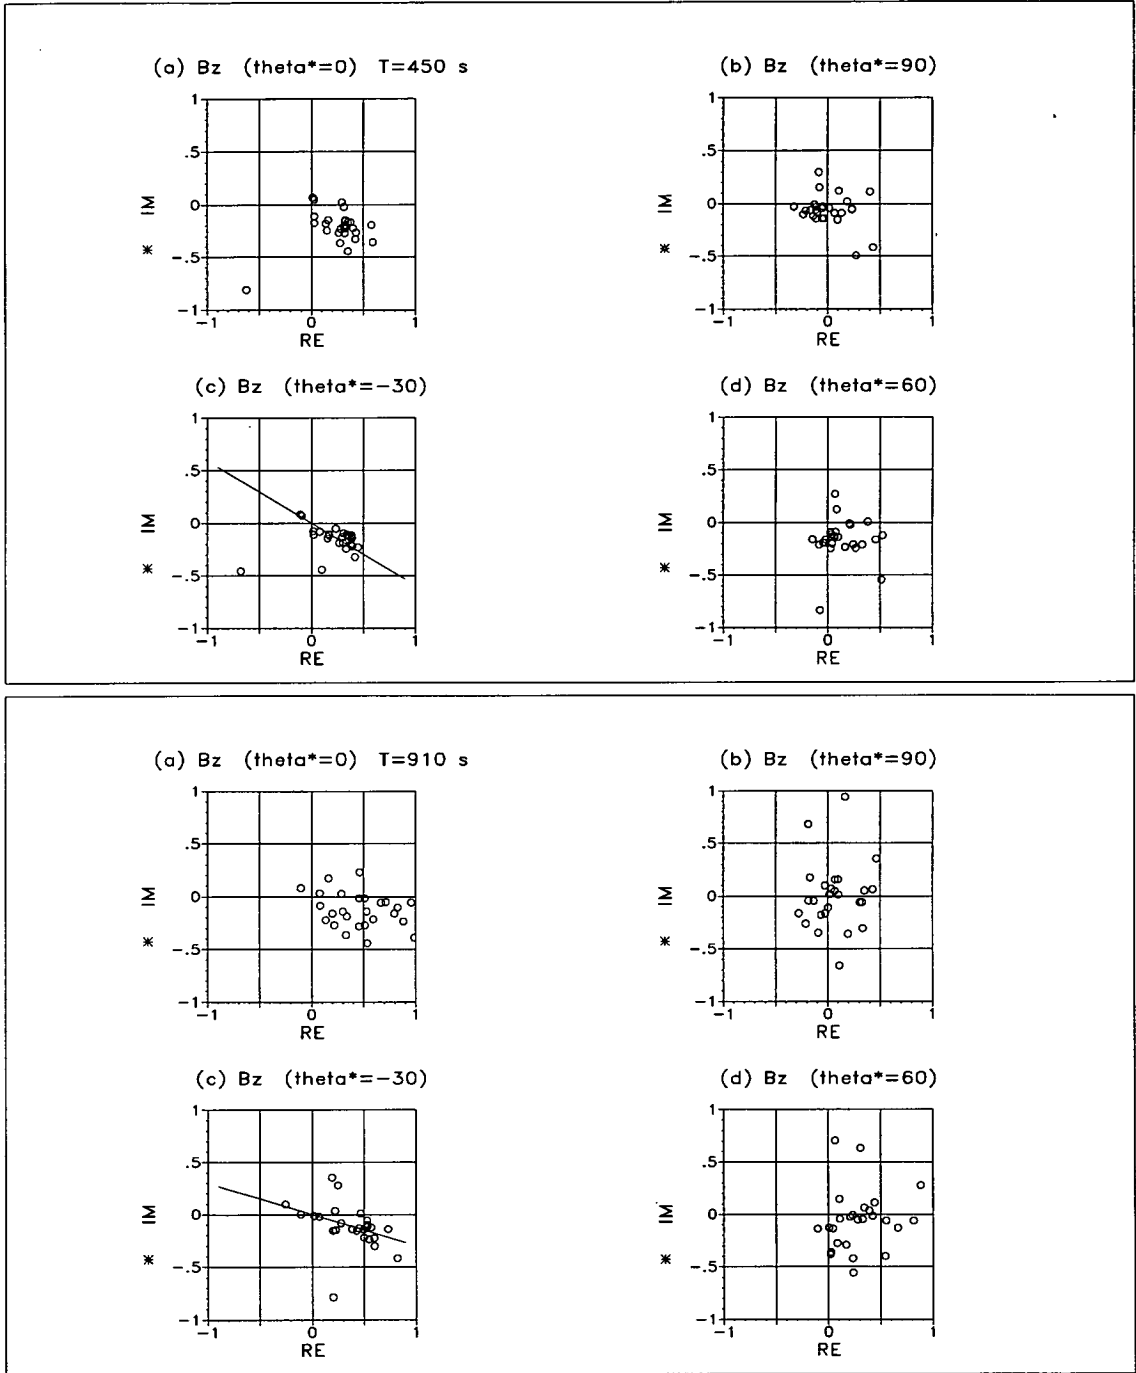 (a) Bz (theta*=0) T=450 s
(b) Bz (theta*=90)
1
.5
0
-.5
-1
* IM
-1 0 1
RE
1
.5
0
-.5
-1
* IM
-1 0 1
RE
(c) Bz (theta*=-30)
(d) Bz (theta*=60)
1
.5
0
-.5
-1
* IM
-1 0 1
RE
1
.5
0
-.5
-1
* IM
-1 0 1
RE
(a) Bz (theta*=0) T=910 s
(b) Bz (theta*=90)
1
.5
0
-.5
-1
* IM
-1 0 1
RE
1
.5
0
-.5
-1
* IM
-1 0 1
RE
(c) Bz (theta*=-30)
(d) Bz (theta*=60)
1
.5
0
-.5
-1
* IM
-1 0 1
RE
1
.5
0
-.5
-1
* IM
-1 0 1
RE